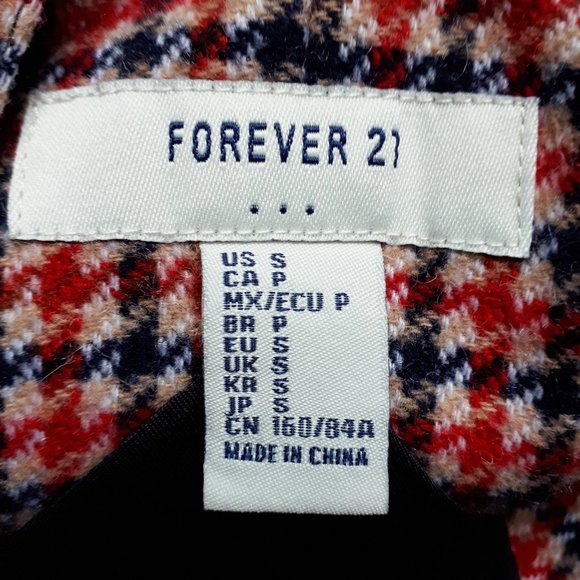 FOREVER 21
...
US S
CA P
MX/ECU P
BR P
EU S
UK S
KR S
JP S
CN 160/84A
MADE IN CHINA